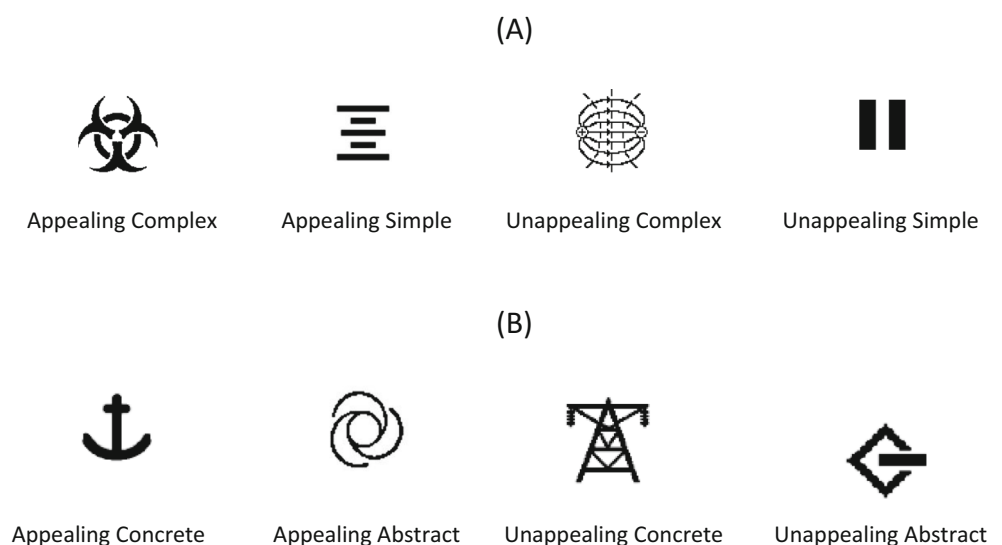 (A)
Appealing Complex Appealing Simple Unappealing Complex Unappealing Simple
(B)
Appealing Concrete Appealing Abstract Unappealing Concrete Unappealing Abstract